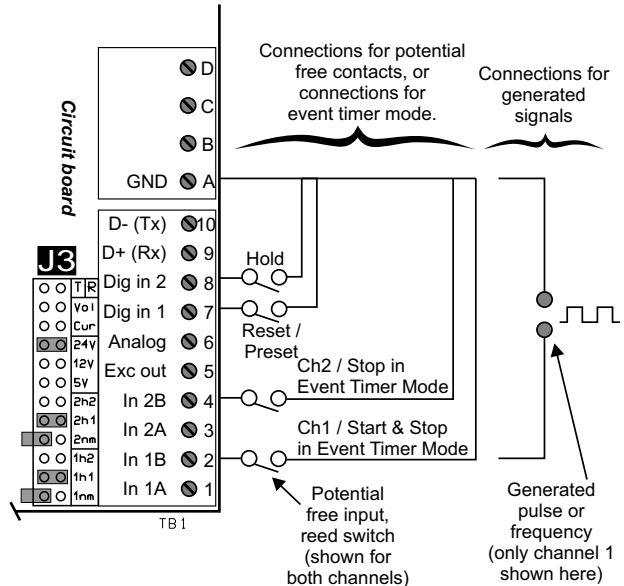 Connections for potential
free contacts, or
connections for
event timer mode.
Connections for
generated
signals
Circuit board
D
C
B
GND A
D- (Tx) 10
D+ (Rx) 9
Dig in 2 8
Dig in 1 7
Analog 6
Exc out 5
In 2B 4
In 2A 3
In 1B 2
In 1A 1
TB1
J3
T R
Vol
Cur
24V
12V
5V
2h2
2h1
2nm
1h2
1h1
1nm
Hold
Reset /
Preset
Ch2 / Stop in
Event Timer Mode
Ch1 / Start & Stop
in Event Timer Mode
Potential
free input,
reed switch
(shown for
both channels)
Generated
pulse or
frequency
(only channel 1
shown here)